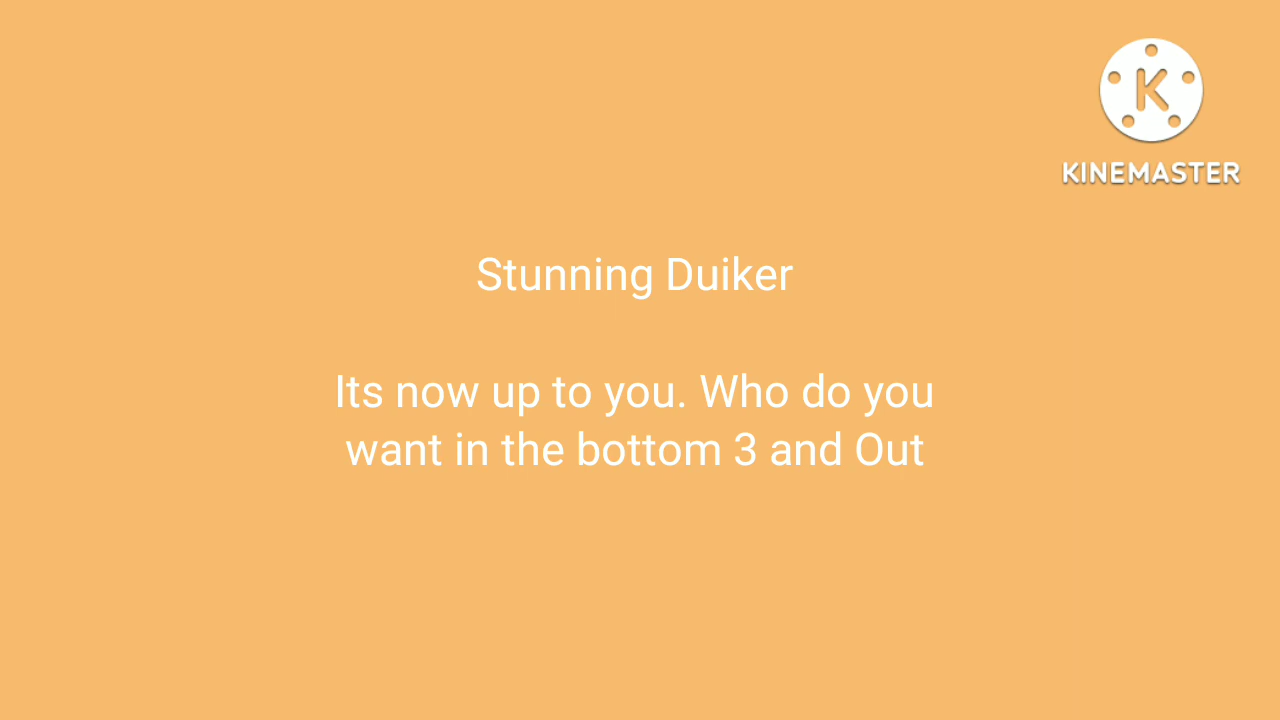 K
KINEMASTER
Stunning Duiker
Its now up to you. Who do you
want in the bottom 3 and Out